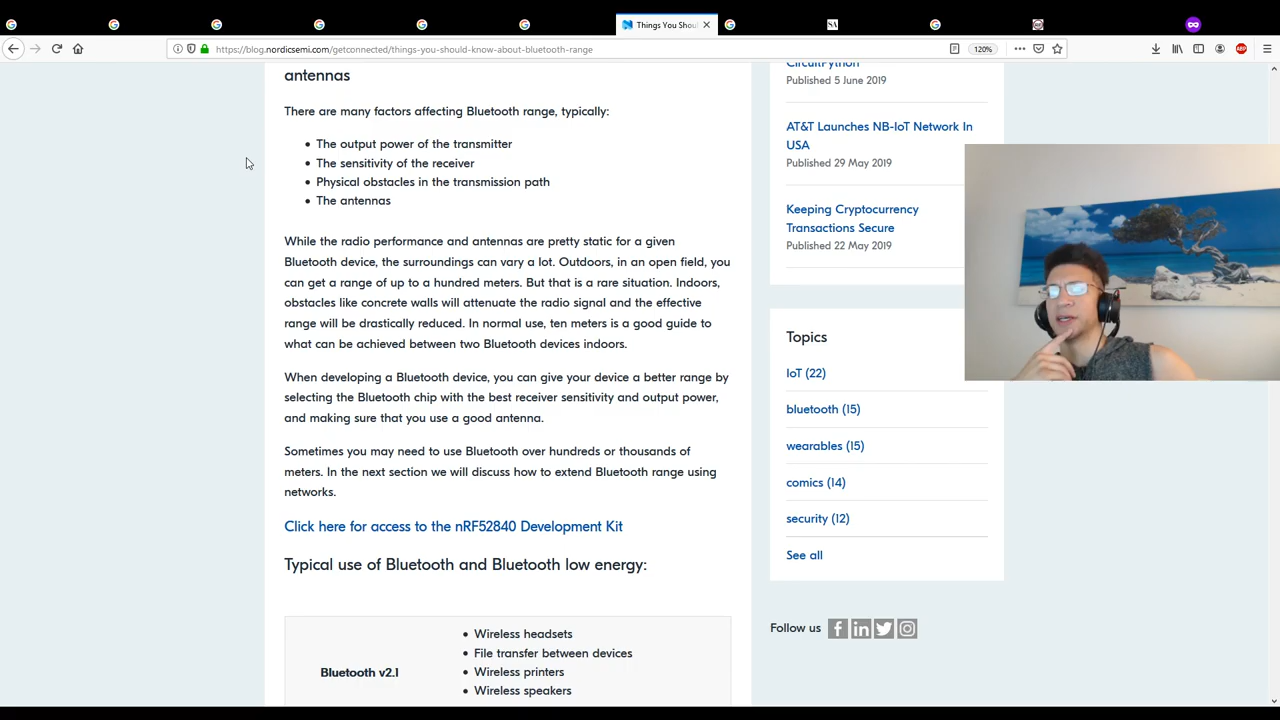 Things You Shou
SA
https://blog.nordicsemi.com/getconnected/things-you-should-know-about-bluetooth-range
120%
ABP
antennas
There are many factors affecting Bluetooth range, typically:
• The output power of the transmitter
• The sensitivity of the receiver
• Physical obstacles in the transmission path
• The antennas
While the radio performance and antennas are pretty static for a given
Bluetooth device, the surroundings can vary a lot. Outdoors, in an open field, you
can get a range of up to a hundred meters. But that is a rare situation. Indoors,
obstacles like concrete walls will attenuate the radio signal and the effective
range will be drastically reduced. In normal use, ten meters is a good guide to
what can be achieved between two Bluetooth devices indoors.
When developing a Bluetooth device, you can give your device a better range by
selecting the Bluetooth chip with the best receiver sensitivity and output power,
and making sure that you use a good antenna.
Sometimes you may need to use Bluetooth over hundreds or thousands of
meters. In the next section we will discuss how to extend Bluetooth range using
networks.
Click here for access to the nRF52840 Development Kit
Typical use of Bluetooth and Bluetooth low energy:
Bluetooth v2.1
• Wireless headsets
• File transfer between devices
• Wireless printers
• Wireless speakers
CircuitPython
Published 5 June 2019
AT&T Launches NB-IoT Network In
USA
Published 29 May 2019
Keeping Cryptocurrency
Transactions Secure
Published 22 May 2019
Topics
IoT (22)
bluetooth (15)
wearables (15)
comics (14)
security (12)
See all
Follow us